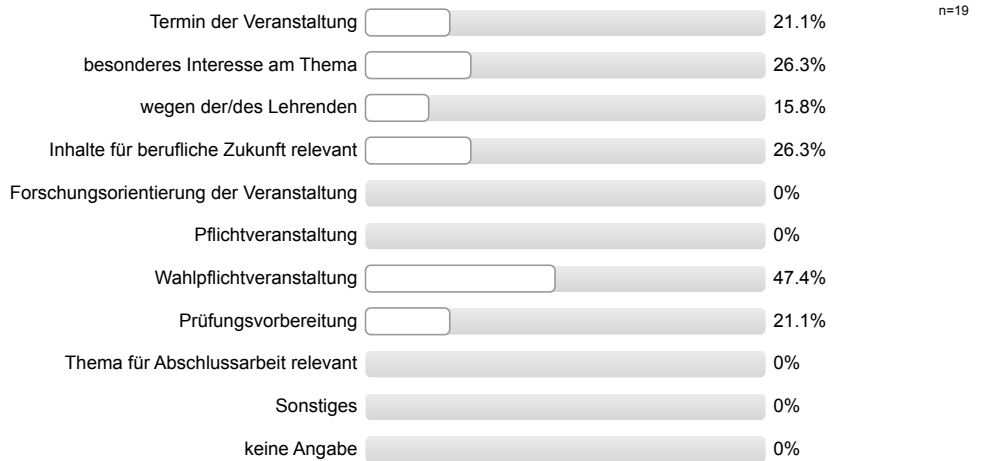 n=19
Termin der Veranstaltung 21.1%
besonderes Interesse am Thema 26.3%
wegen der/des Lehrenden 15.8%
Inhalte für berufliche Zukunft relevant 26.3%
Forschungsorientierung der Veranstaltung 0%
Pflichtveranstaltung 0%
Wahlpflichtveranstaltung 47.4%
Prüfungsvorbereitung 21.1%
Thema für Abschlussarbeit relevant 0%
Sonstiges 0%
keine Angabe 0%